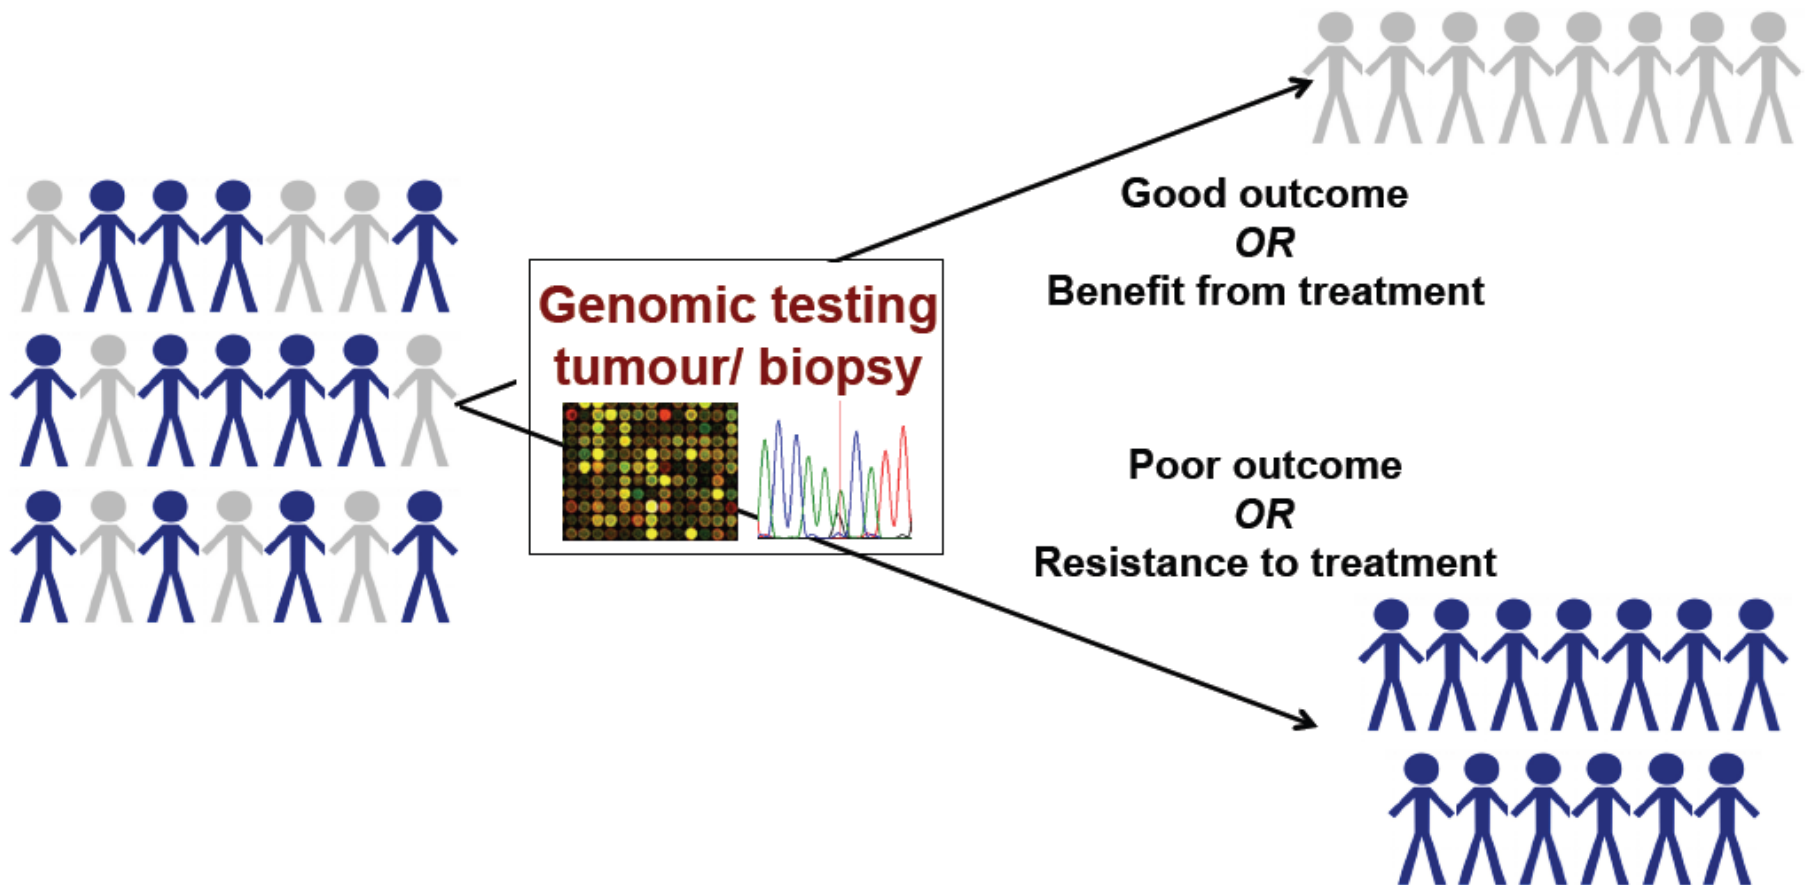 Genomic testing
tumour/ biopsy
Good outcome
OR
Benefit from treatment
Poor outcome
OR
Resistance to treatment